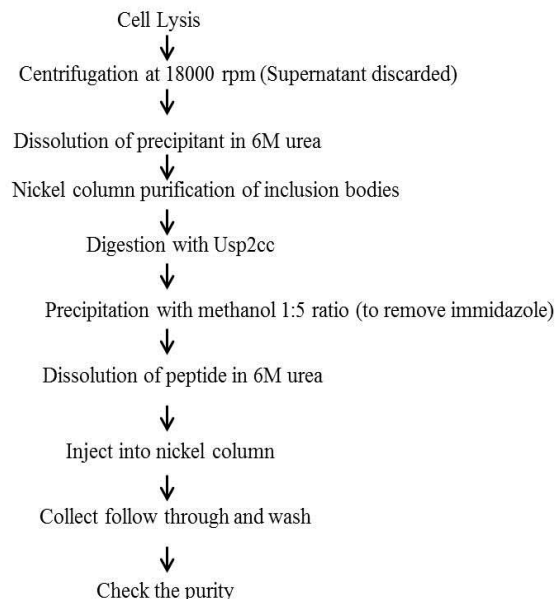 Cell Lysis
Centrifugation at 18000 rpm (Supernatant discarded)
Dissolution of precipitant in 6M urea
Nickel column purification of inclusion bodies
Digestion with Usp2cc
Precipitation with methanol 1:5 ratio (to remove immidazole)
Dissolution of peptide in 6M urea
Inject into nickel column
Collect follow through and wash
Check the purity